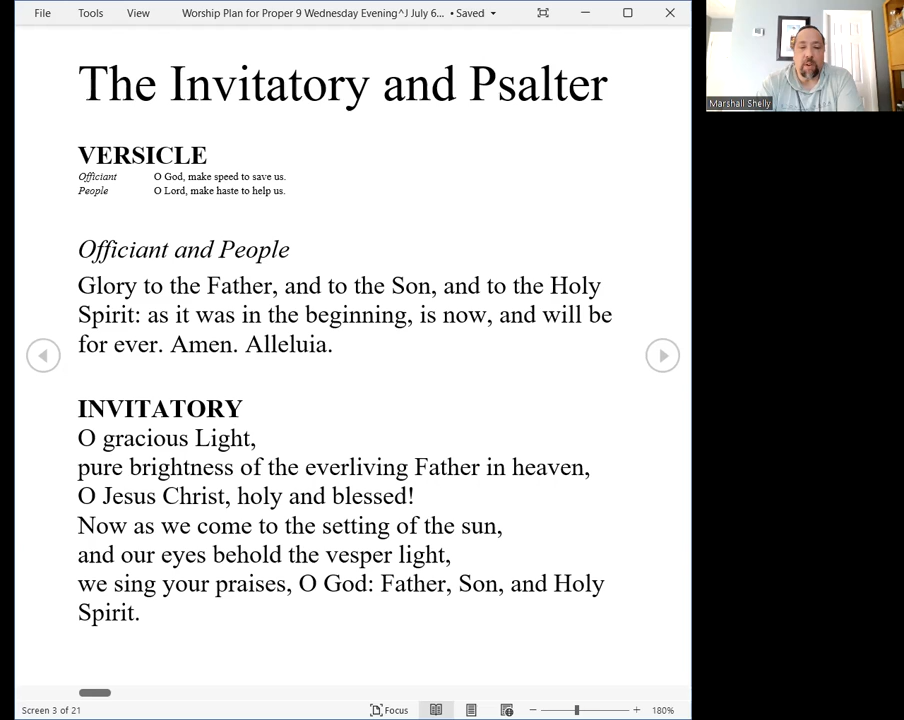 File Tools View Worship Plan for Proper 9 Wednesday Evening^J July 6... • Saved
Marshall Shelly
The Invitatory and Psalter
VERSICLE
Officiant O God, make speed to save us.
People O Lord, make haste to help us.
Officiant and People
Glory to the Father, and to the Son, and to the Holy
Spirit: as it was in the beginning, is now, and will be
for ever. Amen. Alleluia.
INVITATORY
O gracious Light,
pure brightness of the everliving Father in heaven,
O Jesus Christ, holy and blessed!
Now as we come to the setting of the sun,
and our eyes behold the vesper light,
we sing your praises, O God: Father, Son, and Holy
Spirit.
Screen 3 of 21 Focus 180%